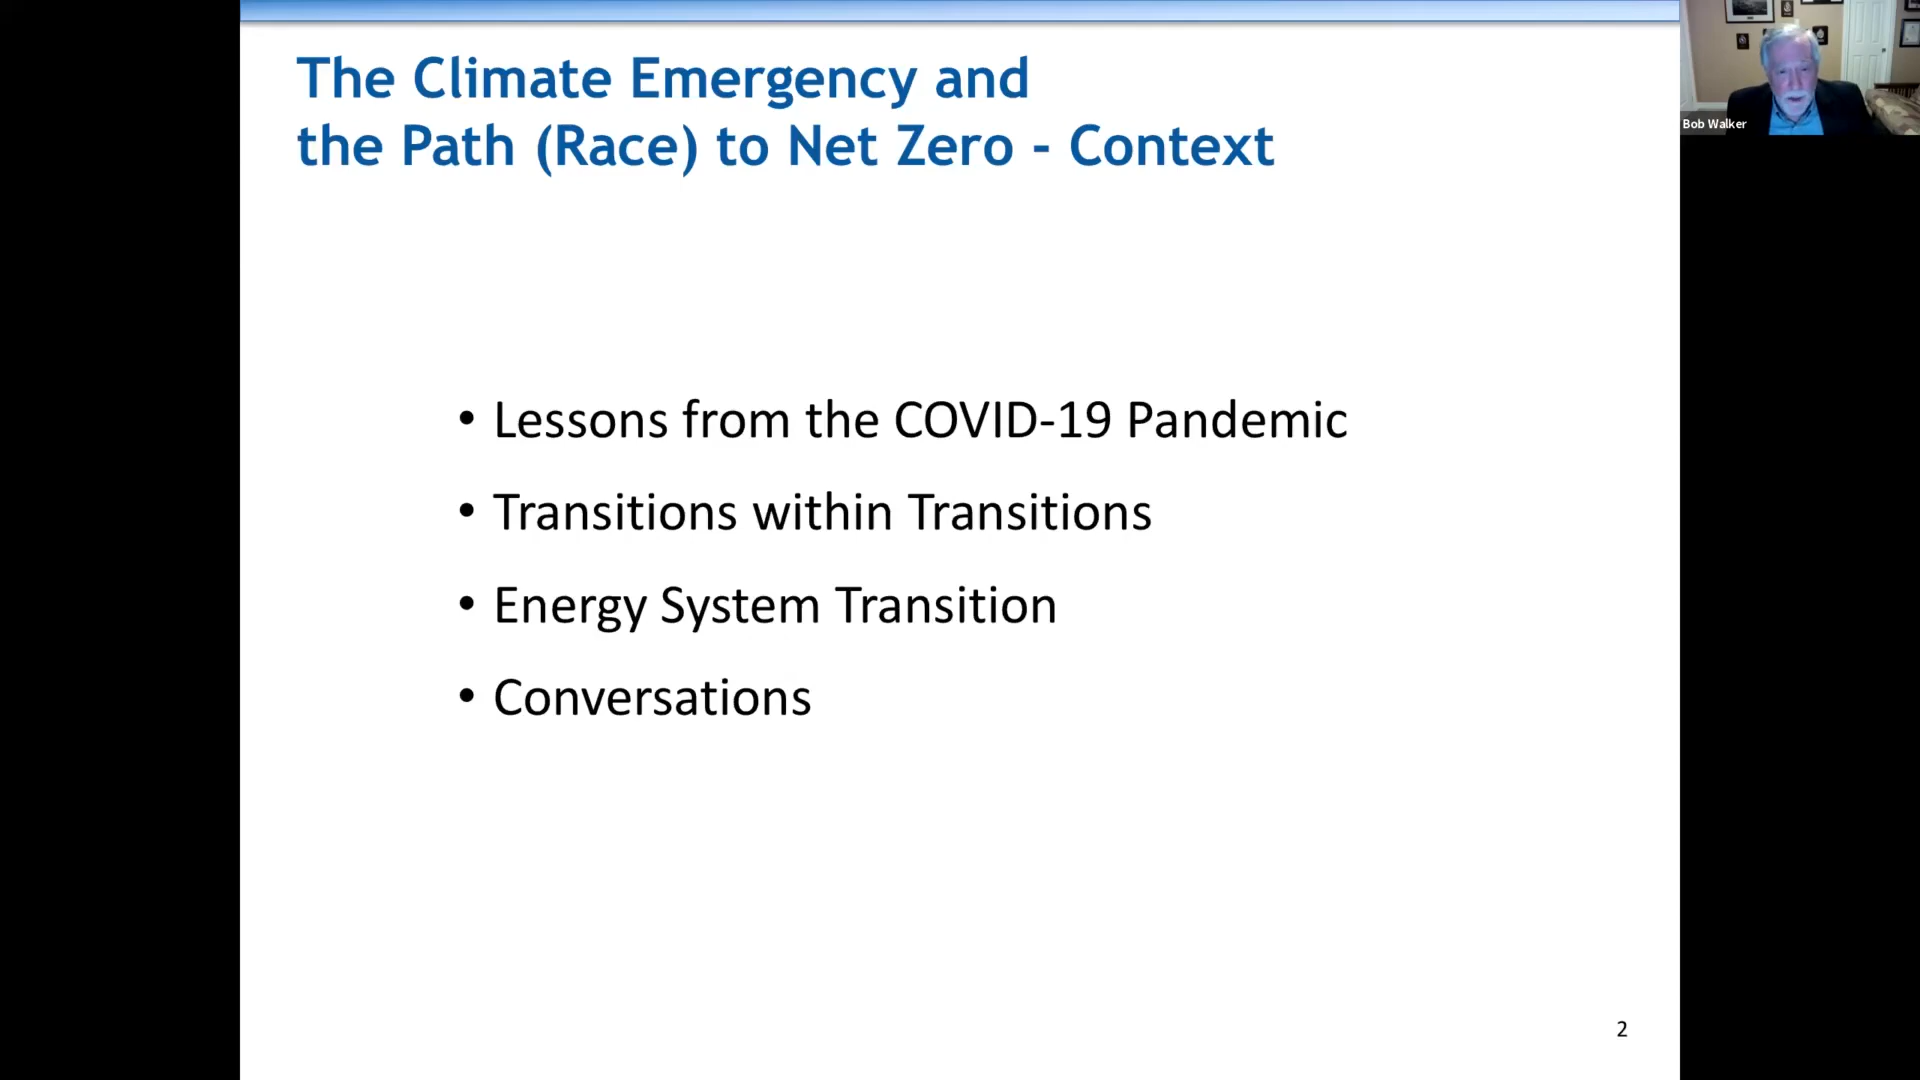 The Climate Emergency and
the Path (Race) to Net Zero - Context
Bob Walker
• Lessons from the COVID-19 Pandemic
• Transitions within Transitions
• Energy System Transition
• Conversations
2